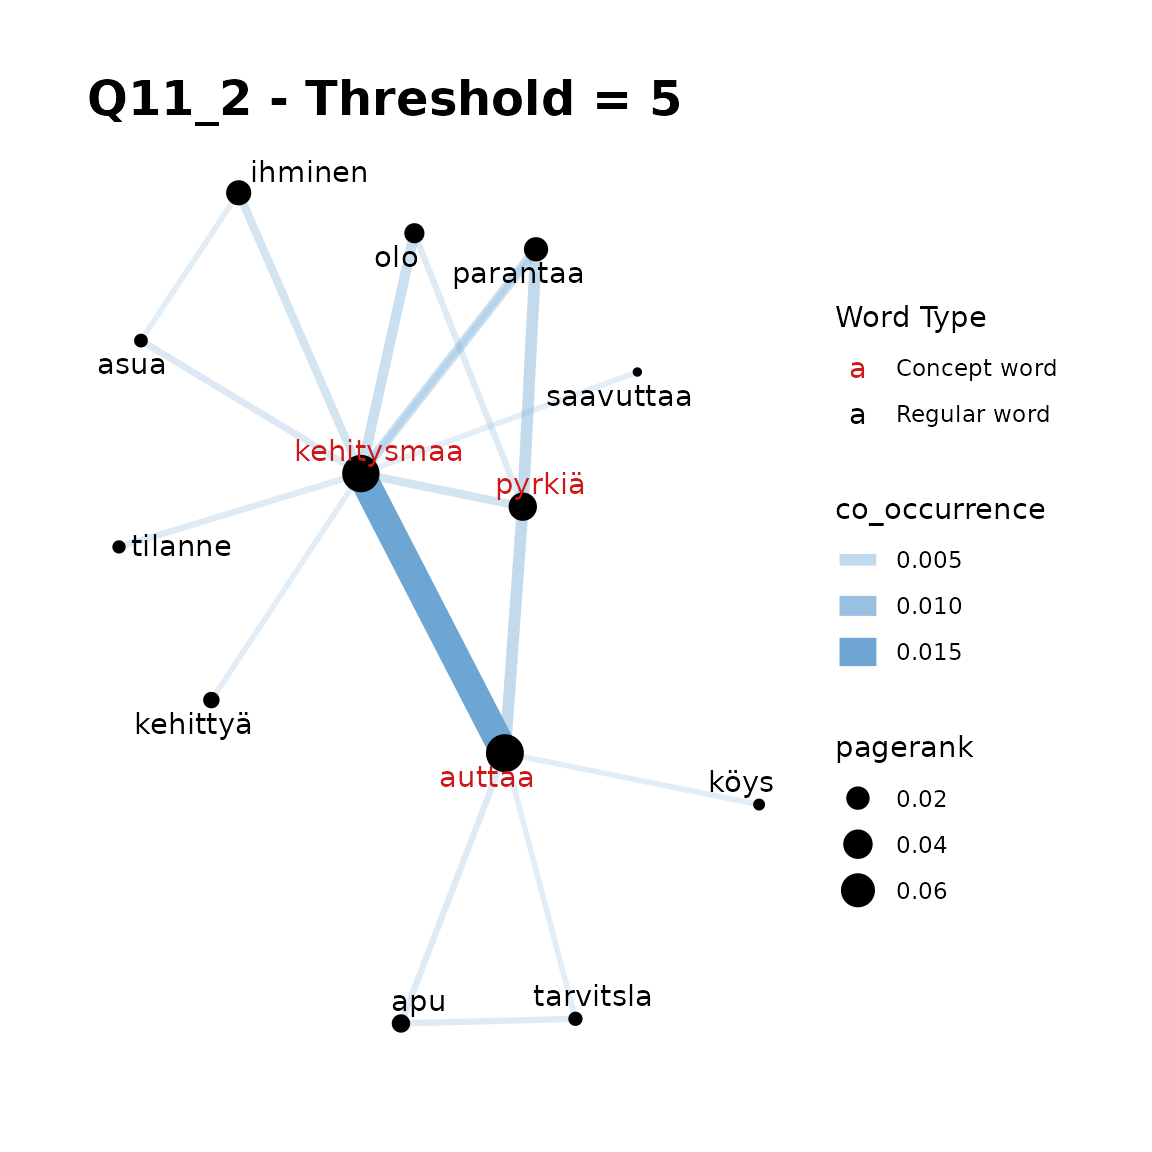 Q11_2 - Threshold = 5
ihminen
olo
parantaa
asua
saavuttaa
kehitysmaa
pyrkiä
tilanne
kehittyä
auttaa
köys
apu
tarvitsla
Word Type
a Concept word
a Regular word
co_occurrence
0.005
0.010
0.015
pagerank
0.02
0.04
0.06